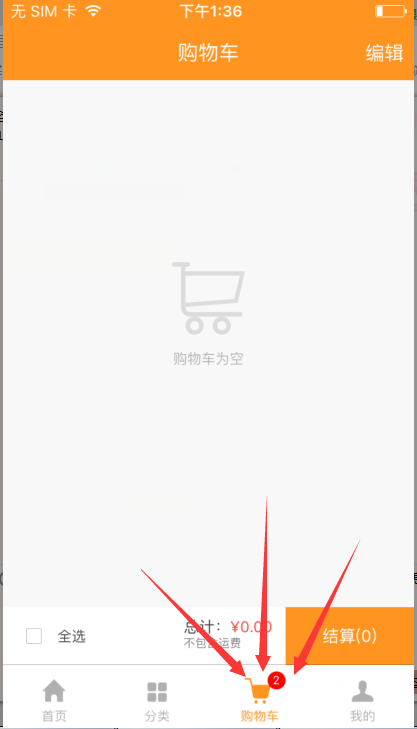 无 SIM 卡
下午1:36
购物车
编辑
购物车为空
全选
总计：¥0.00
不包含运费
结算(0)
2
首页
分类
购物车
我的